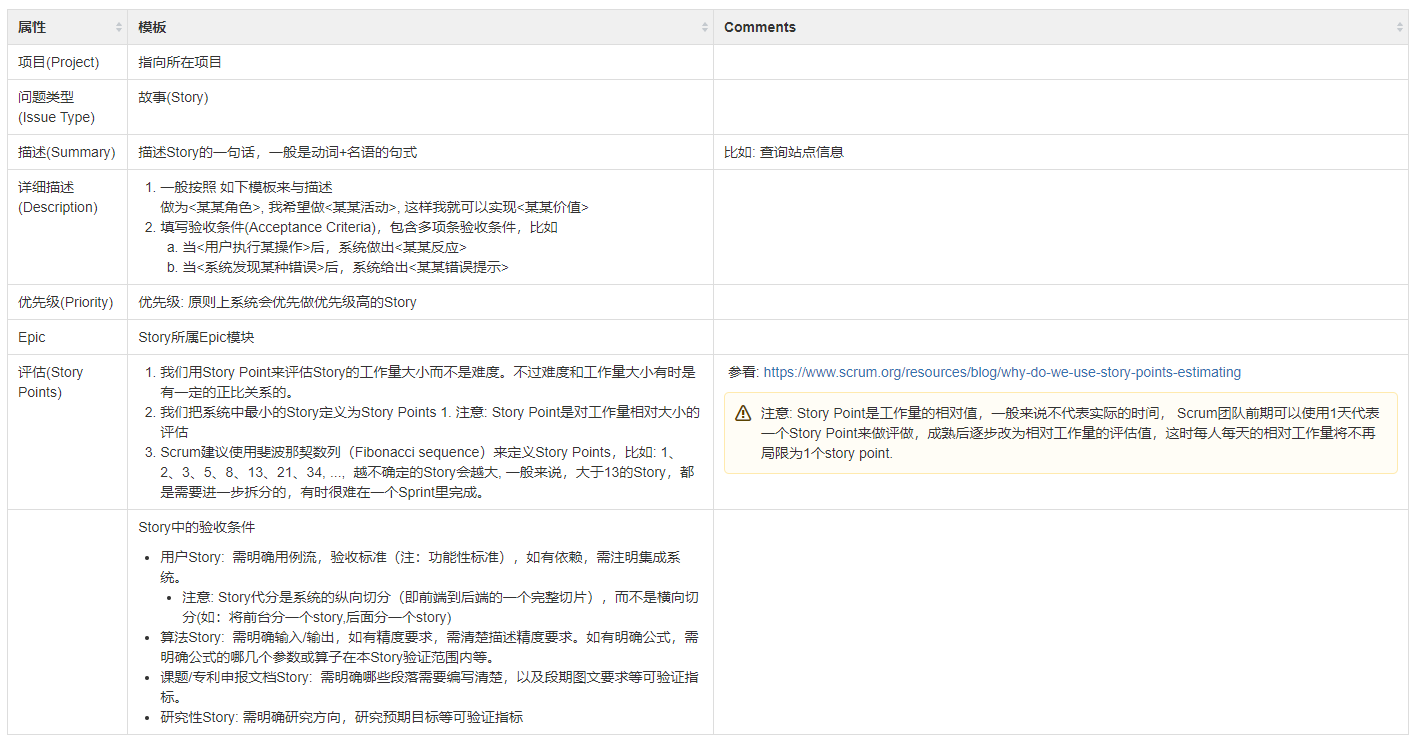 属性 模板 Comments
项目(Project) 指向所在项目
问题类型 故事(Story)
(Issue Type)
描述(Summary) 描述Story的一句话，一般是动词+名语的句式 比如: 查询站点信息
详细描述
(Description)
1. 一般按照 如下模板来与描述
做为<某某角色>, 我希望做<某某活动>, 这样我就可以实现<某某价值>
2. 填写验收条件(Acceptance Criteria)，包含多项条验收条件，比如
a. 当<用户执行某操作>后，系统做出<某某反应>
b. 当<系统发现某种错误>后，系统给出<某某错误提示>
优先级(Priority) 优先级: 原则上系统会优先做优先级高的Story
Epic Story所属Epic模块
评估(Story
Points)
1. 我们用Story Point来评估Story的工作量大小而不是难度。不过难度和工作量大小有时是
有一定的正比关系的。
2. 我们把系统中最小的Story定义为Story Points 1. 注意: Story Point是对工作量相对大小的
评估
3. Scrum建议使用斐波那契数列（Fibonacci sequence）来定义Story Points，比如: 1、
2、3、5、8、13、21、34, ...，越不确定的Story会越大, 一般来说，大于13的Story，都
是需要进一步拆分的，有时很难在一个Sprint里完成。
参看: https://www.scrum.org/resources/blog/why-do-we-use-story-points-estimating
注意: Story Point是工作量的相对值，一般来说不代表实际的时间， Scrum团队前期可以使用1天代表
一个Story Point来做评做，成熟后逐步改为相对工作量的评估值，这时每人每天的相对工作量将不再
局限为1个story point.
Story中的验收条件
• 用户Story: 需明确用例流，验收标准（注：功能性标准），如有依赖，需注明集成系
统。
• 注意: Story代分是系统的纵向切分（即前端到后端的一个完整切片），而不是横向切
分(如：将前台分一个story,后面分一个story)
• 算法Story: 需明确输入/输出，如有精度要求，需清楚描述精度要求。如有明确公式，需
明确公式的哪几个参数或算子在本Story验证范围内等。
• 课题/专利申报文档Story: 需明确哪些段落需要编写清楚，以及段期图文要求等可验证指
标。
• 研究性Story: 需明确研究方向，研究预期目标等可验证指标